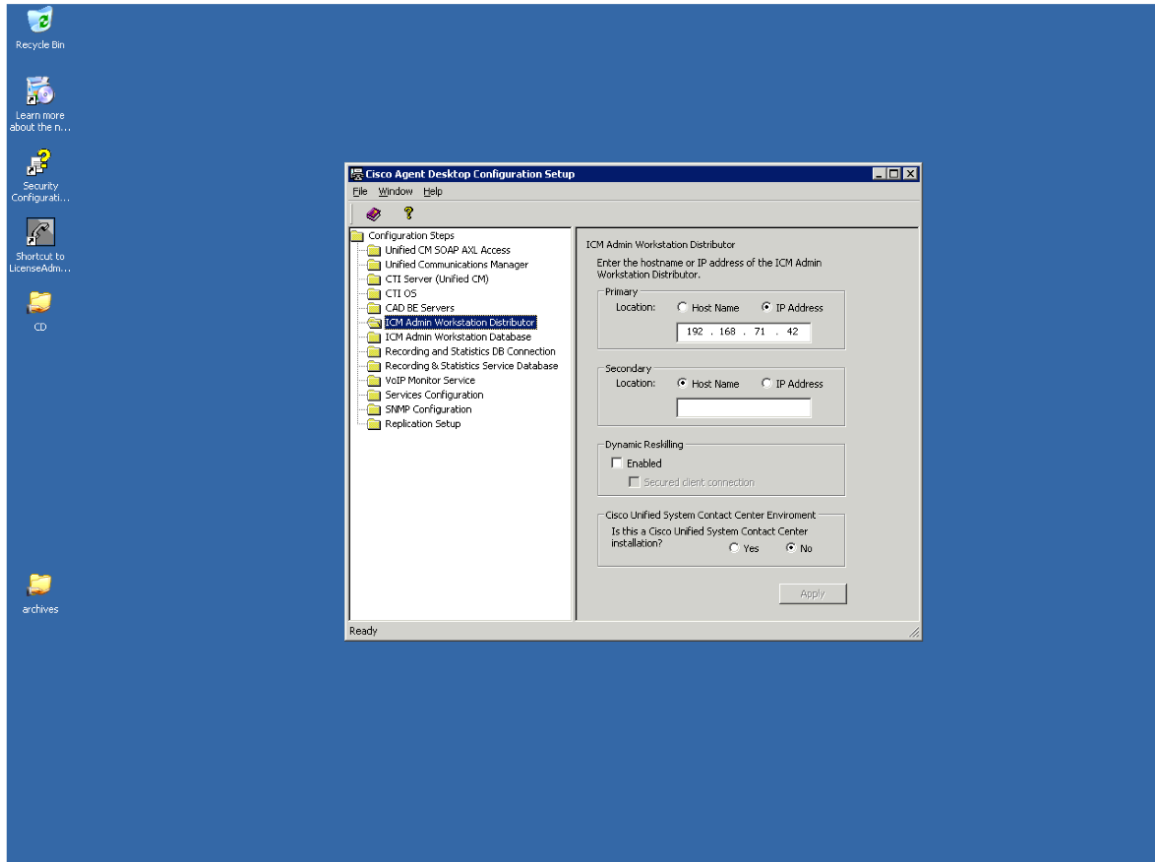 Recycle Bin
Learn more
about the n...
Security
Configurati...
Shortcut to
LicenseAdm...
CD
archives
Cisco Agent Desktop Configuration Setup
File Window Help
Configuration Steps
Unified CM SOAP AXL Access
Unified Communications Manager
CTI Server (Unified CM)
CTI OS
CAD BE Servers
ICM Admin Workstation Distributor
ICM Admin Workstation Database
Recording and Statistics DB Connection
Recording & Statistics Service Database
VoIP Monitor Service
Services Configuration
SNMP Configuration
Replication Setup
ICM Admin Workstation Distributor
Enter the hostname or IP address of the ICM Admin
Workstation Distributor.
Primary
Location: Host Name IP Address
192 . 168 . 71 . 42
Secondary
Location: Host Name IP Address
Dynamic Reskilling
Enabled
Secured client connection
Cisco Unified System Contact Center Enviroment
Is this a Cisco Unified System Contact Center
installation? Yes No
Apply
Ready